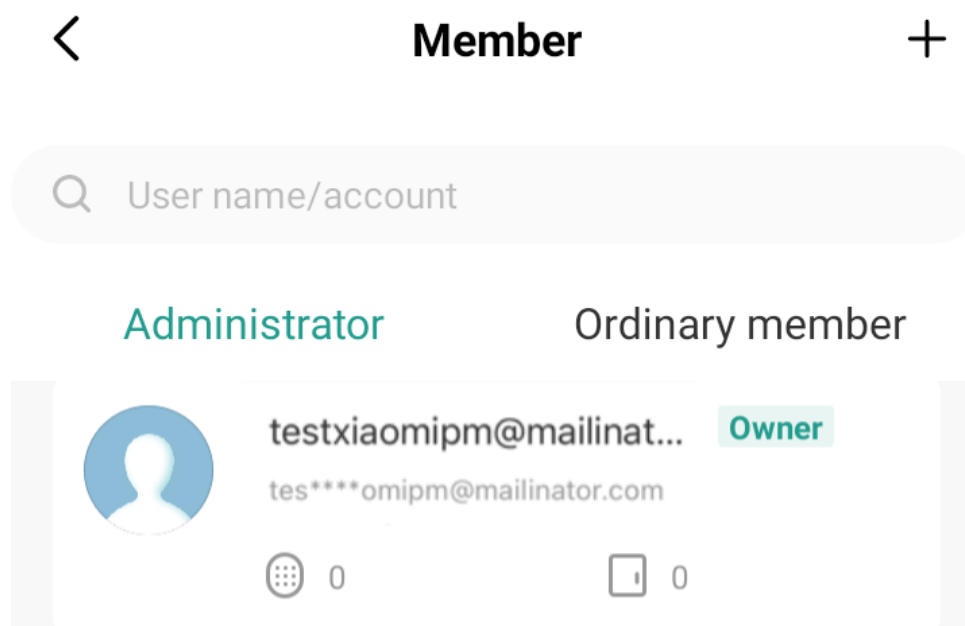 Member
User name/account
Administrator Ordinary member
testxiaomipm@mailinat... Owner
tes****omipm@mailinator.com
0 0